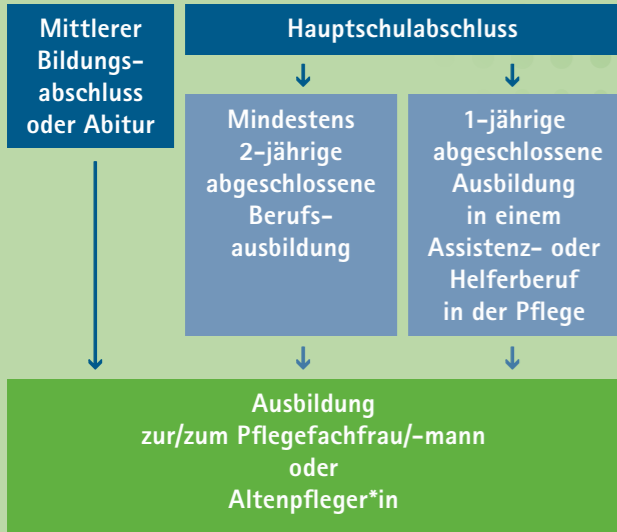 Mittlerer
Bildungs-
abschluss
oder Abitur
Hauptschulabschluss
Mindestens
2-jährige
abgeschlossene
Berufs-
ausbildung
1-jährige
abgeschlossene
Ausbildung
in einem
Assistenz- oder
Helferberuf
in der Pflege
Ausbildung
zur/zum Pflegefachfrau/-mann
oder
Altenpfleger*in